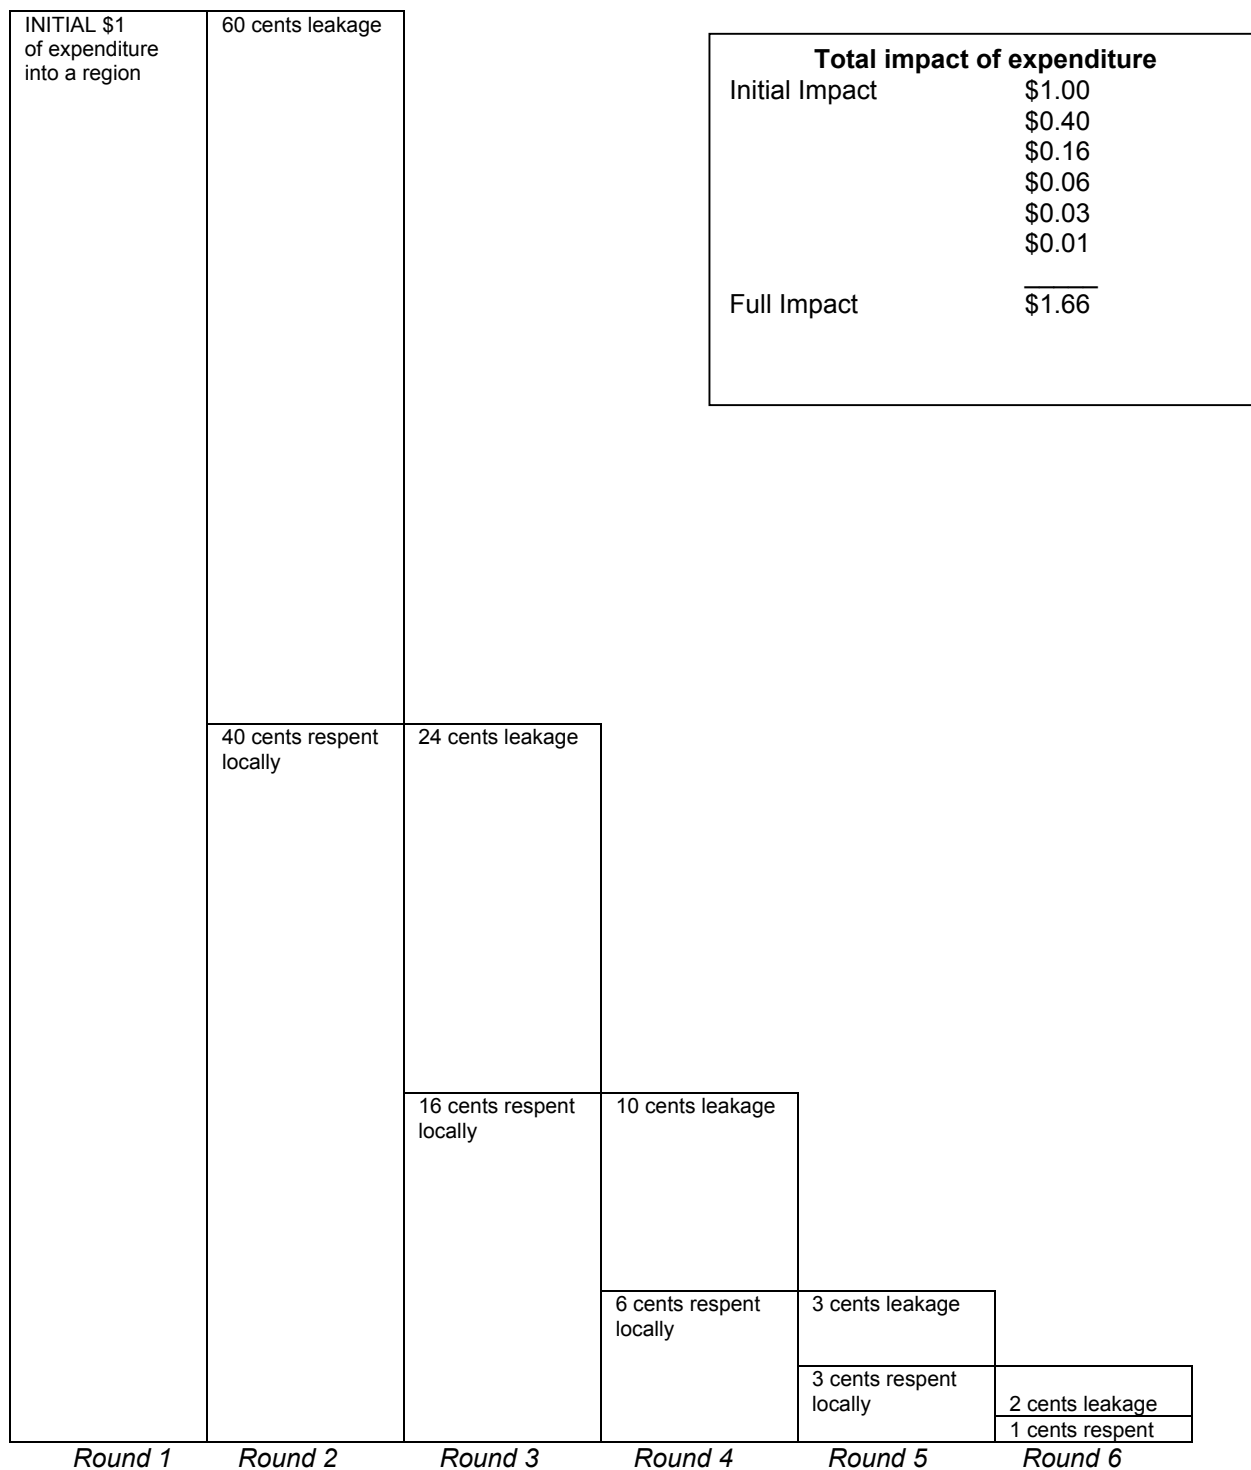 INITIAL $1
of expenditure
into a region
60 cents leakage
Total impact of expenditure
Initial Impact $1.00
$0.40
$0.16
$0.06
$0.03
$0.01
Full Impact $1.66
40 cents respent
locally
24 cents leakage
16 cents respent
locally
10 cents leakage
6 cents respent
locally
3 cents leakage
3 cents respent
locally
2 cents leakage
1 cents respent
Round 1 Round 2 Round 3 Round 4 Round 5 Round 6